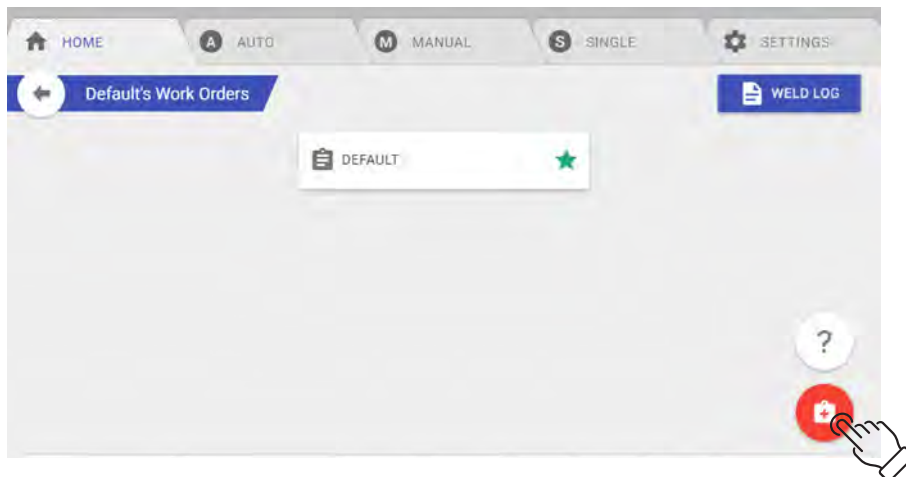 HOME
A AUTO
M MANUAL
S SINGLE
SETTINGS
Default's Work Orders
WELD LOG
DEFAULT
?